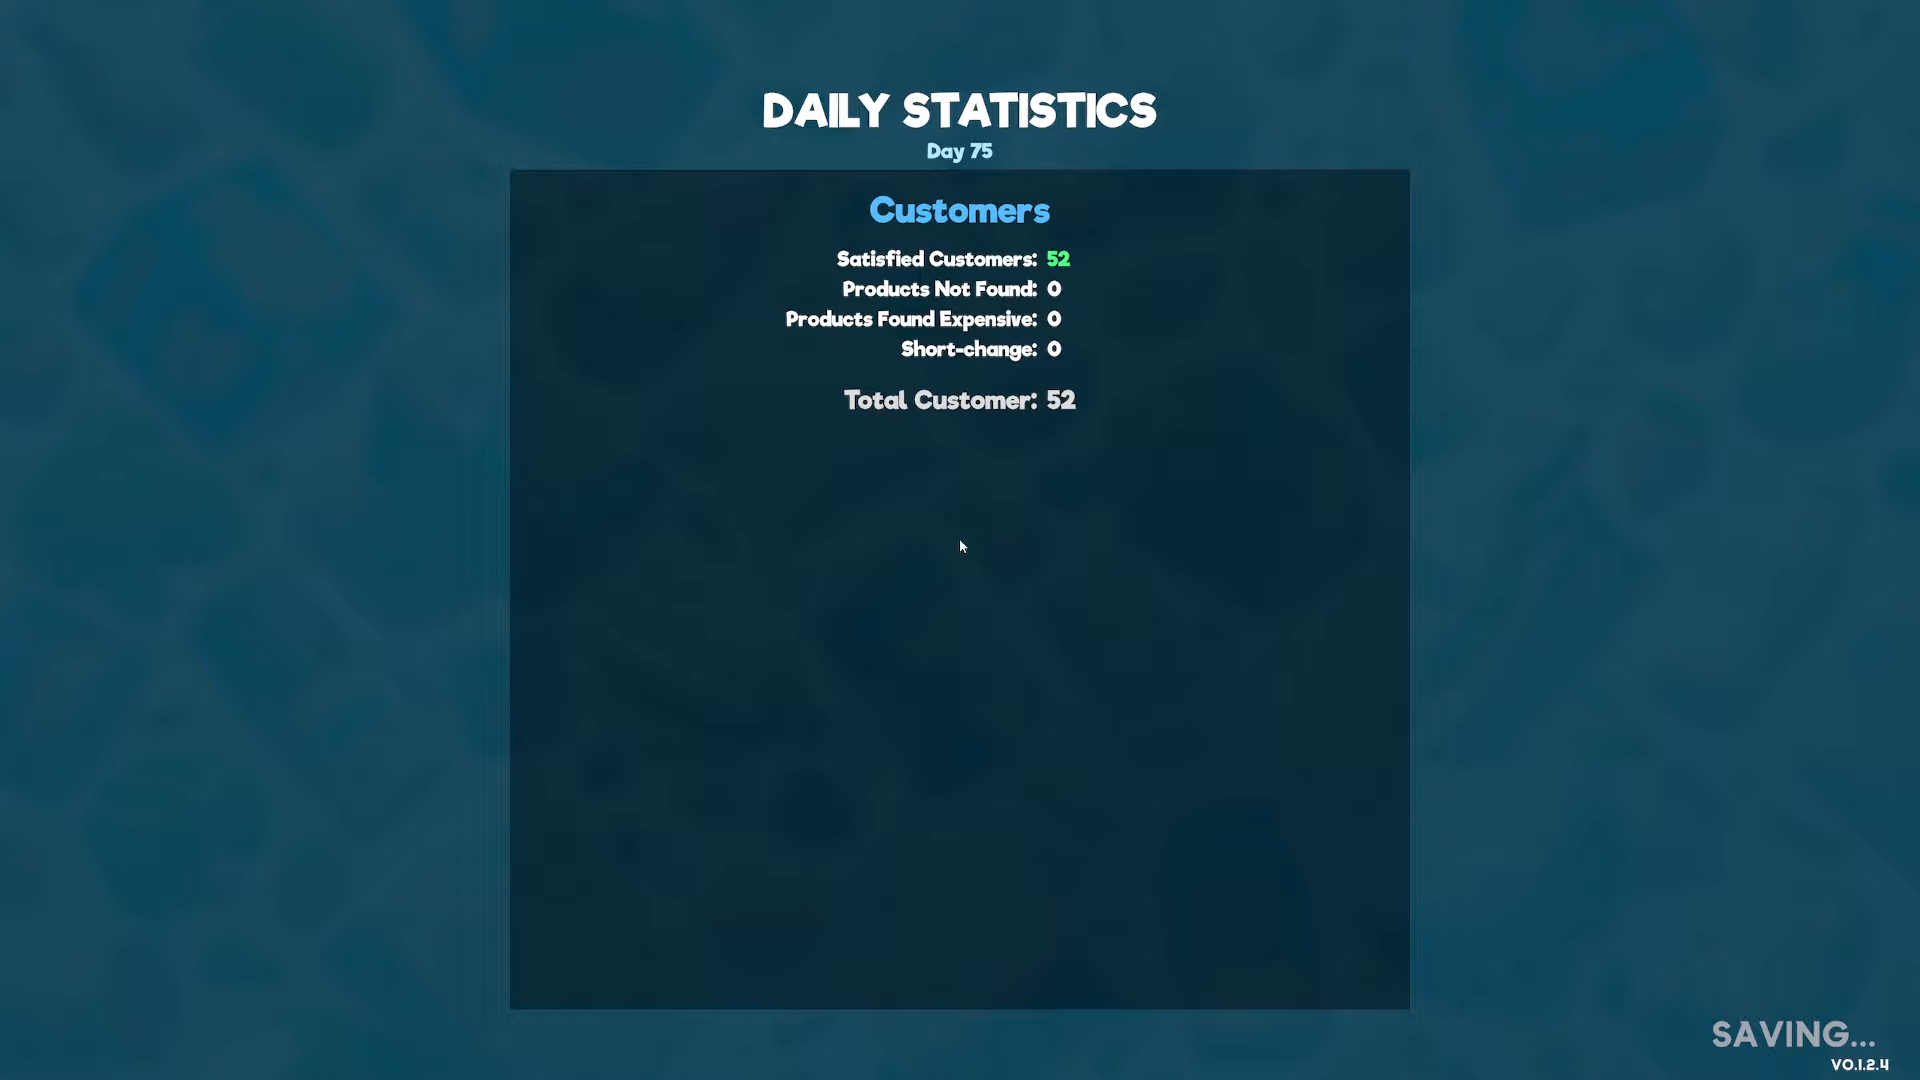 DAILY STATISTICS
Day 75
Customers
Satisfied Customers: 52
Products Not Found: 0
Products Found Expensive: 0
Short-change: 0
Total Customer: 52
SAVING...
V0.1.2.4